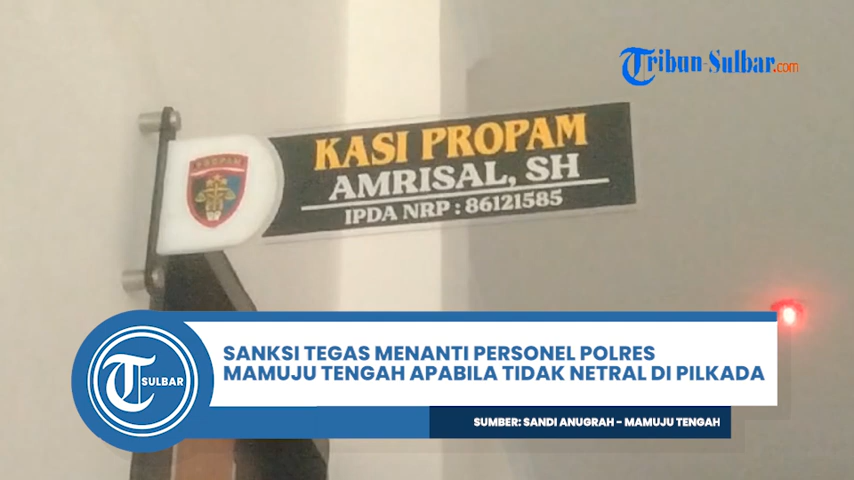 Tribun-Sulbar.com
PROPAM
KASI PROPAM
AMRISAL, SH
IPDA NRP : 86121585
SULBAR
SANKSI TEGAS MENANTI PERSONEL POLRES
MAMUJU TENGAH APABILA TIDAK NETRAL DI PILKADA
SUMBER: SANDI ANUGRAH - MAMUJU TENGAH